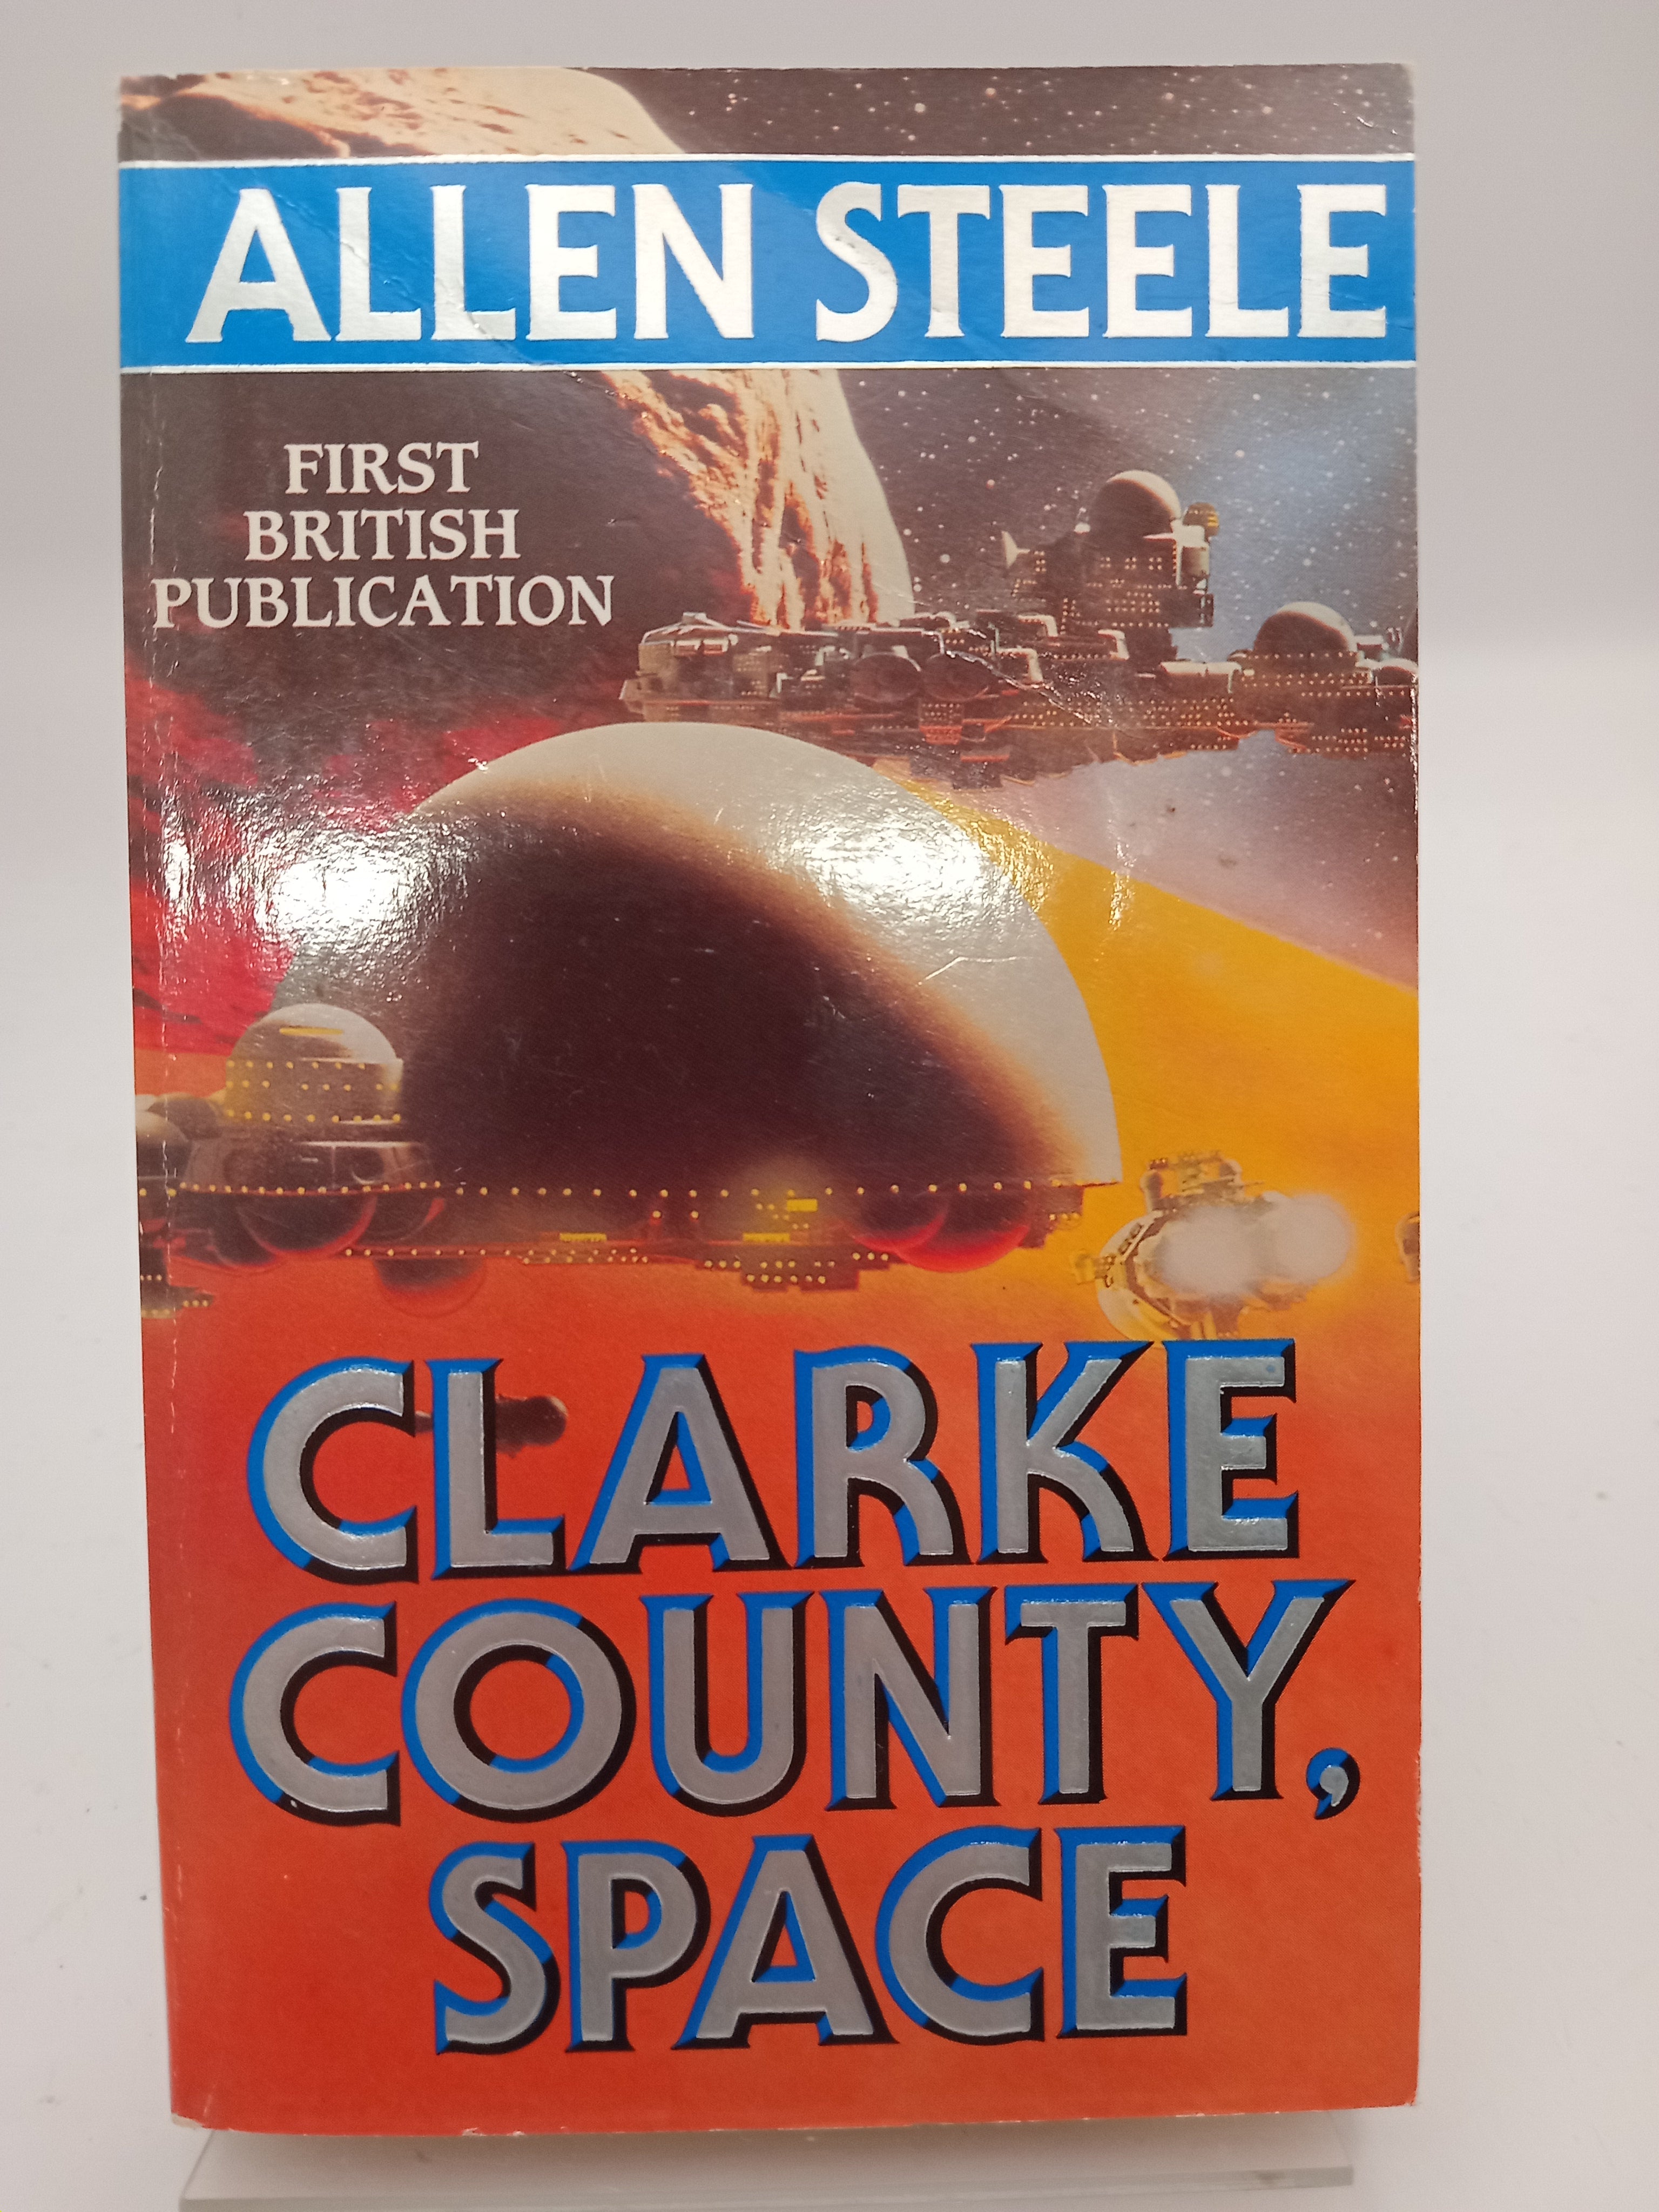 ALLEN STEELE
FIRST
BRITISH
PUBLICATION
CLARKE
COUNTY,
SPACE